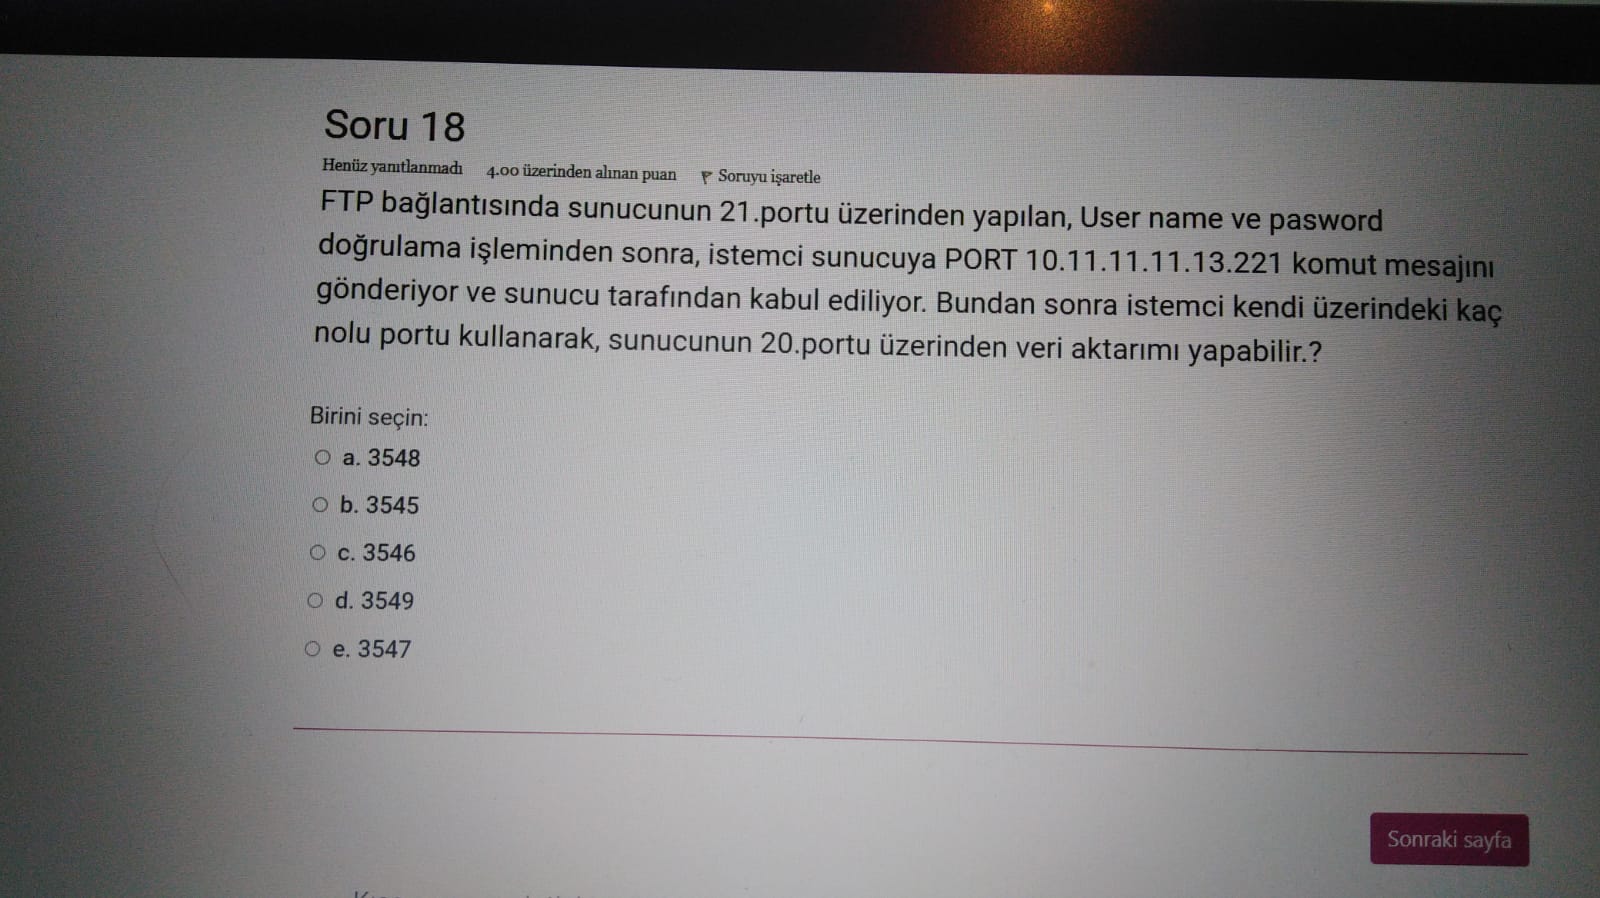 Soru 18
Henüz yanıtlanmadı 4.00 üzerinden alınan puan Soruyu işaretle
FTP bağlantısında sunucunun 21.portu üzerinden yapılan, User name ve pasword
doğrulama işleminden sonra, istemci sunucuya PORT 10.11.11.11.13.221 komut mesajını
gönderiyor ve sunucu tarafından kabul ediliyor. Bundan sonra istemci kendi üzerindeki kaç
nolu portu kullanarak, sunucunun 20.portu üzerinden veri aktarımı yapabilir.?
Birini seçin:
a. 3548
b. 3545
c. 3546
d. 3549
e. 3547
Sonraki sayfa